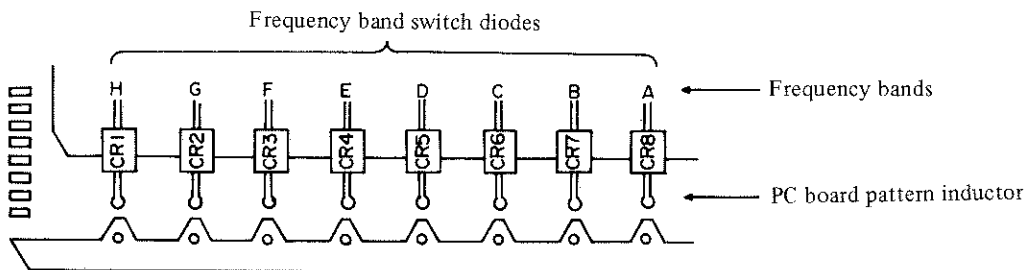 Frequency band switch diodes
H G F E D C B A
Frequency bands
CR1 CR2 CR3 CR4 CR5 CR6 CR7 CR8
PC board pattern inductor